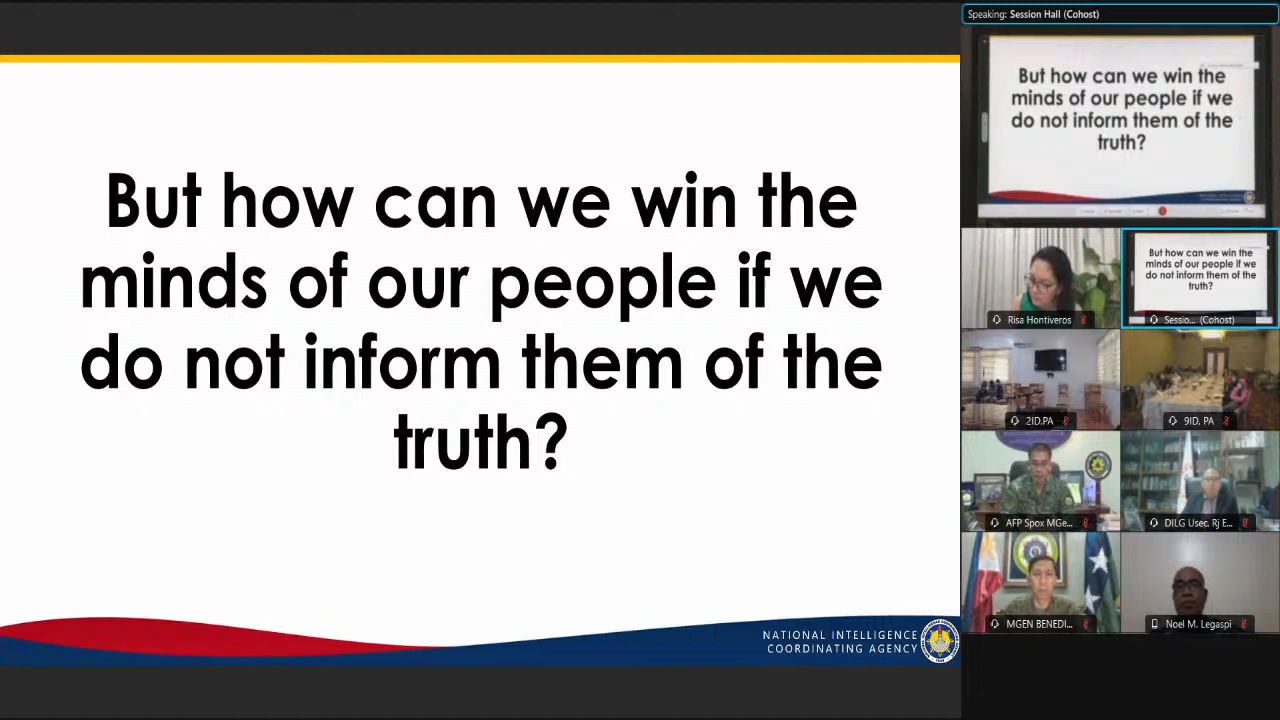 But how can we win the
minds of our people if we
do not inform them of the
truth?
NATIONAL INTELLIGENCE
COORDINATING AGENCY
Speaking: Session Hall (Cohost)
But how can we win the
minds of our people if we
do not inform them of the
truth?
Risa Hontiveros
But how can we win the
minds of our people if we
do not inform them of the
truth?
Sessio... (Cohost)
2ID,PA
9ID, PA
AFP Spox MGe...
DILG Usec. Rj E...
MGEN BENEDI...
Noel M. Legaspi